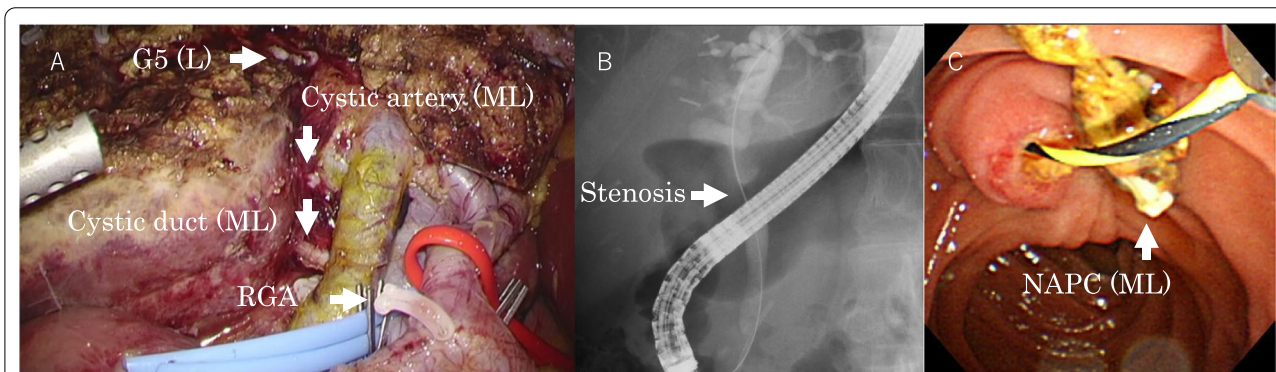 A
G5 (L)
Cystic artery (ML)
Cystic duct (ML)
RGA
B
Stenosis
C
NAPC (ML)